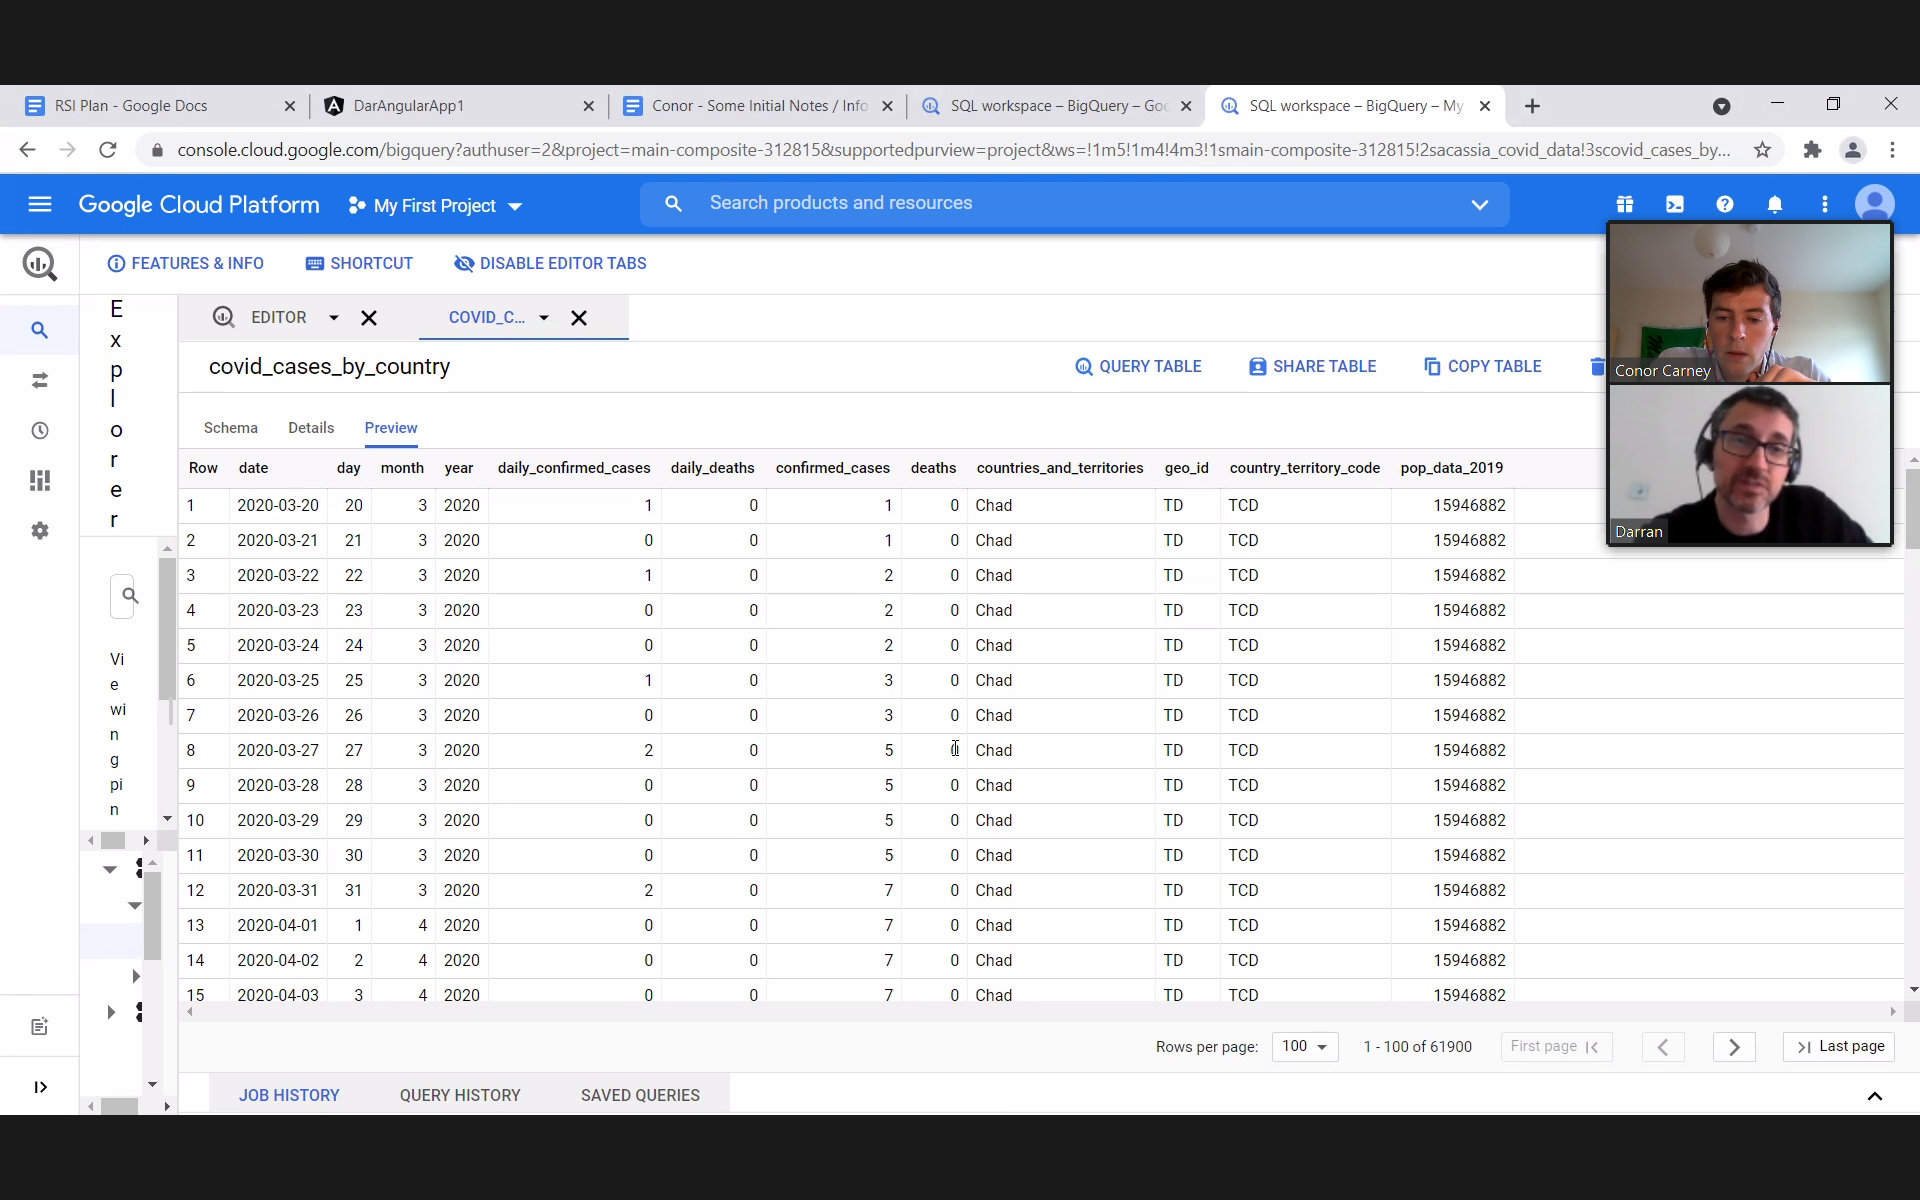 RSI Plan - Google Docs
DarAngularApp1
Conor - Some Initial Notes / Info
SQL workspace – BigQuery – Goo
SQL workspace – BigQuery – My
console.cloud.google.com/bigquery?authuser=2&project=main-composite-312815&supportedpurview=project&ws=!1m5!1m4!4m3!1smain-composite-312815!2sacassia_covid_data!3scovid_cases_by...
Google Cloud Platform My First Project Search products and resources
FEATURES & INFO SHORTCUT DISABLE EDITOR TABS
Explorer
Viewing pin
EDITOR COVID_C...
covid_cases_by_country QUERY TABLE SHARE TABLE COPY TABLE
Schema Details Preview
Row date day month year daily_confirmed_cases daily_deaths confirmed_cases deaths countries_and_territories geo_id country_territory_code pop_data_2019
1 2020-03-20 20 3 2020 1 0 1 0 Chad TD TCD 15946882
2 2020-03-21 21 3 2020 0 0 1 0 Chad TD TCD 15946882
3 2020-03-22 22 3 2020 1 0 2 0 Chad TD TCD 15946882
4 2020-03-23 23 3 2020 0 0 2 0 Chad TD TCD 15946882
5 2020-03-24 24 3 2020 0 0 2 0 Chad TD TCD 15946882
6 2020-03-25 25 3 2020 1 0 3 0 Chad TD TCD 15946882
7 2020-03-26 26 3 2020 0 0 3 0 Chad TD TCD 15946882
8 2020-03-27 27 3 2020 2 0 5 0 Chad TD TCD 15946882
9 2020-03-28 28 3 2020 0 0 5 0 Chad TD TCD 15946882
10 2020-03-29 29 3 2020 0 0 5 0 Chad TD TCD 15946882
11 2020-03-30 30 3 2020 0 0 5 0 Chad TD TCD 15946882
12 2020-03-31 31 3 2020 2 0 7 0 Chad TD TCD 15946882
13 2020-04-01 1 4 2020 0 0 7 0 Chad TD TCD 15946882
14 2020-04-02 2 4 2020 0 0 7 0 Chad TD TCD 15946882
15 2020-04-03 3 4 2020 0 0 7 0 Chad TD TCD 15946882
Rows per page: 100 1 - 100 of 61900 First page Last page
JOB HISTORY QUERY HISTORY SAVED QUERIES
Conor Carney
Darran